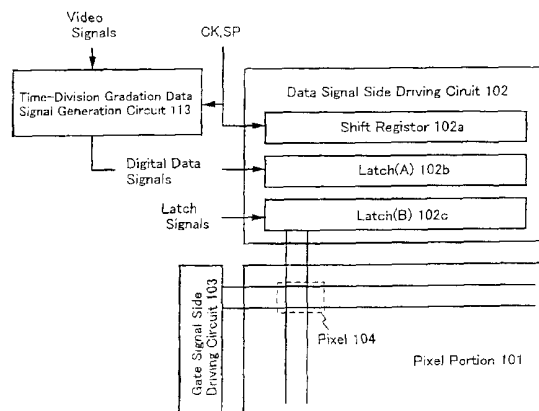 Video
Signals
CK,SP
Time-Division Gradation Data
Signal Generation Circuit 113
Data Signal Side Driving Ciruit 102
Shift Registor 102a
Digital Data
Signals
Latch(A) 102b
Latch
Signals
Latch(B) 102c
Gate Signal Side
Driving Circuit 103
Pixel 104
Pixel Portion 101